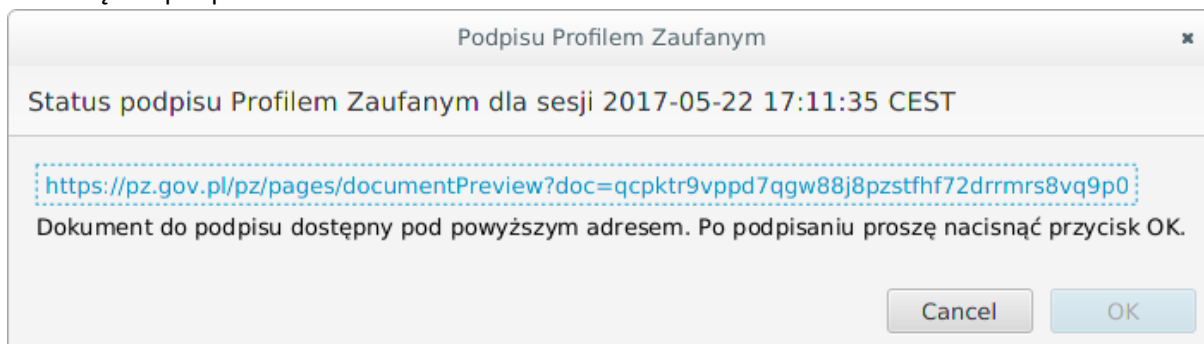 Podpisu Profilem Zaufanym
Status podpisu Profilem Zaufanym dla sesji 2017-05-22 17:11:35 CEST
https://pz.gov.pl/pz/pages/documentPreview?doc=qcpktr9vppd7qgw88j8pzstfhf72drrmrs8vq9p0
Dokument do podpisu dostępny pod powyższym adresem. Po podpisaniu proszę nacisnąć przycisk OK.
Cancel OK